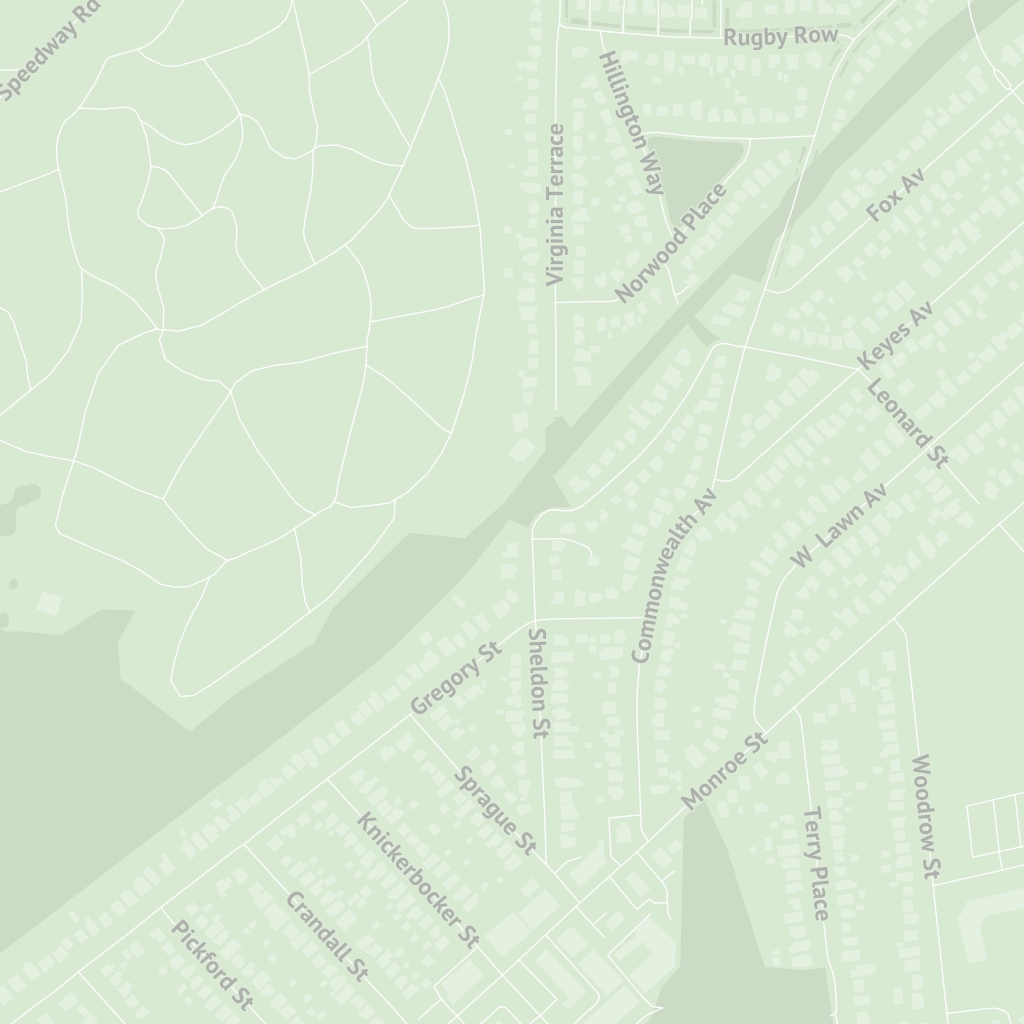 Speedway Rd
Rugby Row
Hillington Way
Virginia Terrace
Fox Av
Norwood Place
Keyes Av
Leonard St
W Lawn Av
Commonwealth Av
Gregory St
Sheldon St
Monroe St
Sprague St
Woodrow St
Terry Place
Knickerbocker St
Crandall St
Pickford St